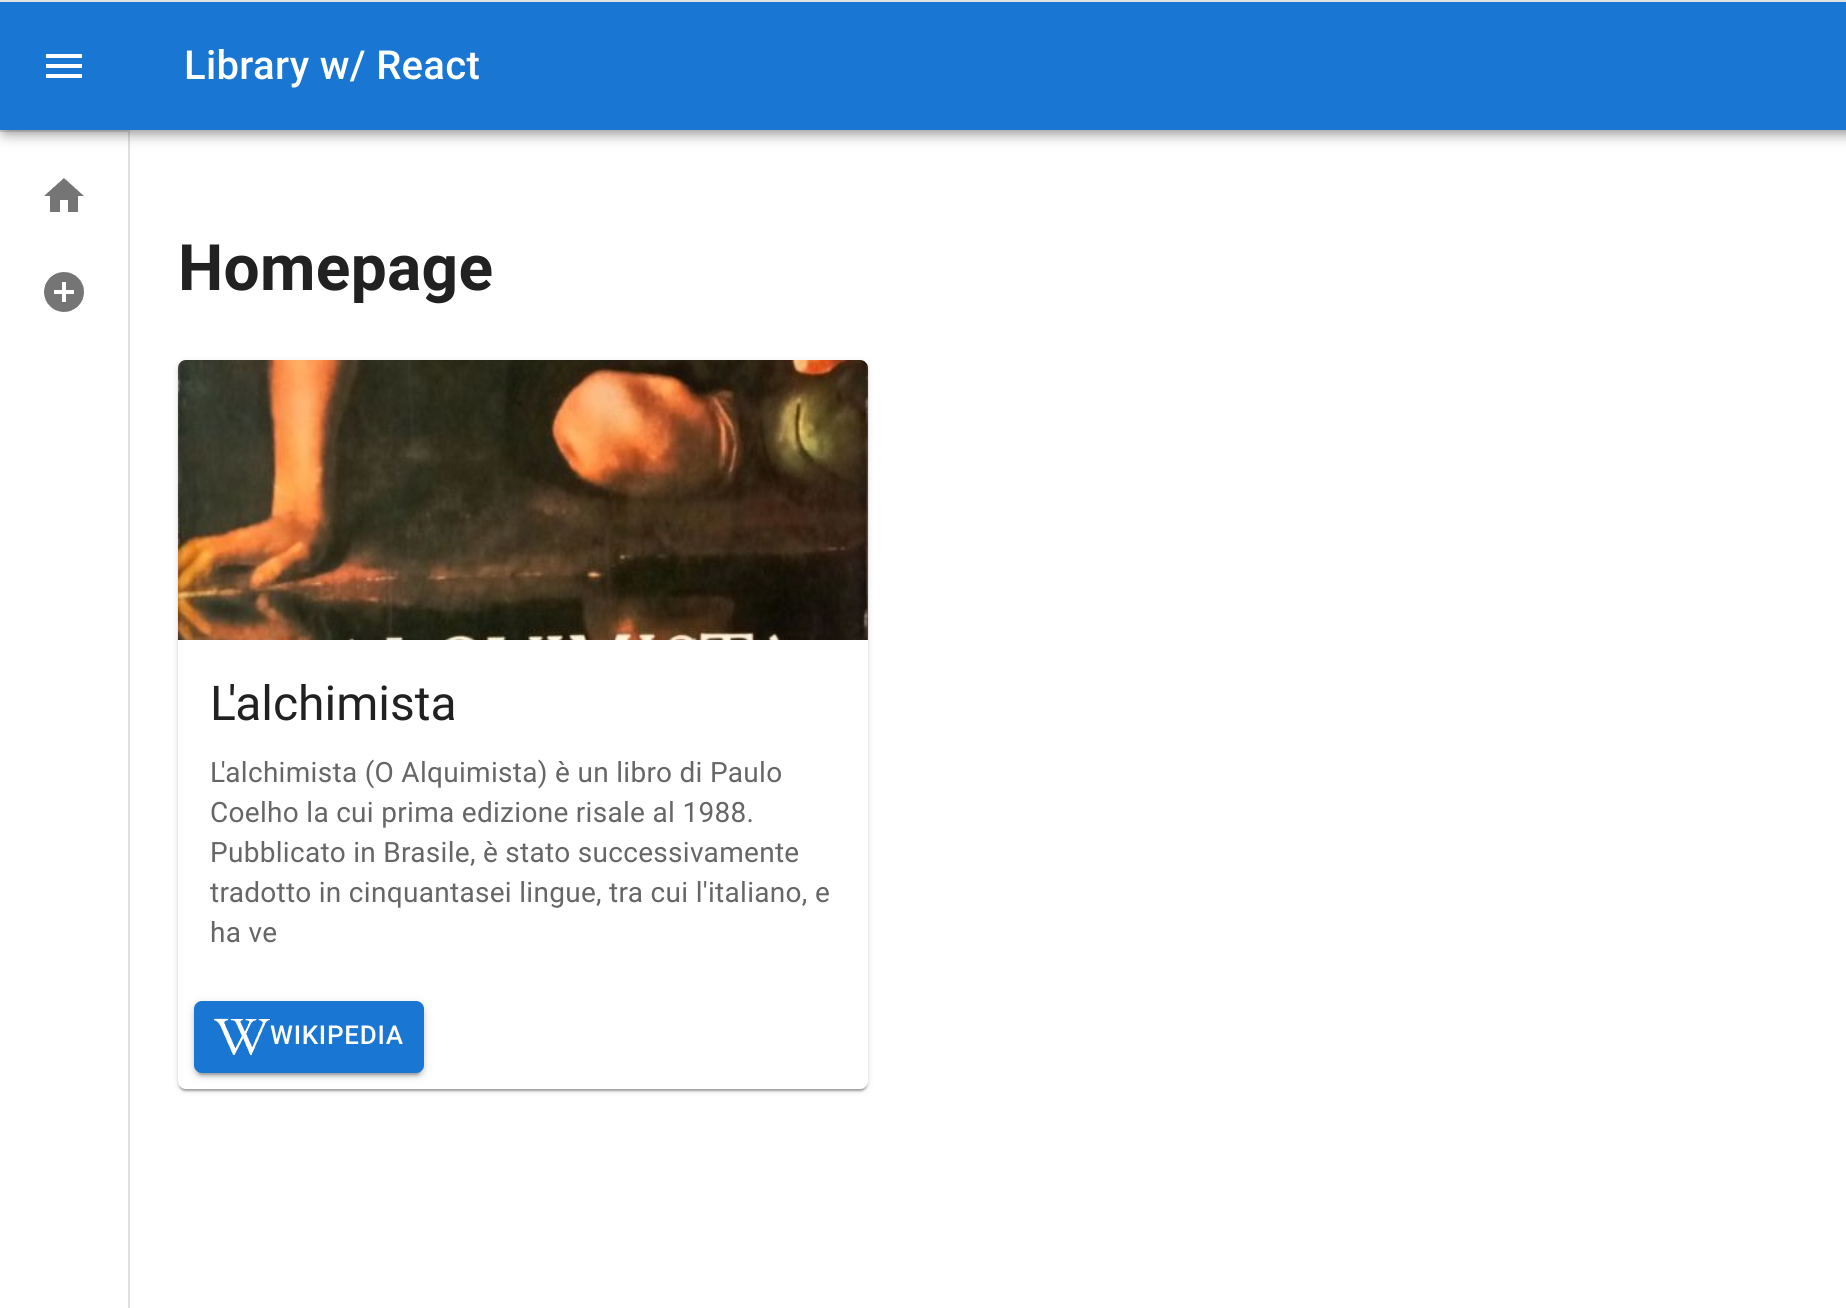 Library w/ React
Homepage
L'alchimista
L'alchimista (O Alquimista) è un libro di Paulo
Coelho la cui prima edizione risale al 1988.
Pubblicato in Brasile, è stato successivamente
tradotto in cinquantasei lingue, tra cui l'italiano, e
ha ve
W WIKIPEDIA